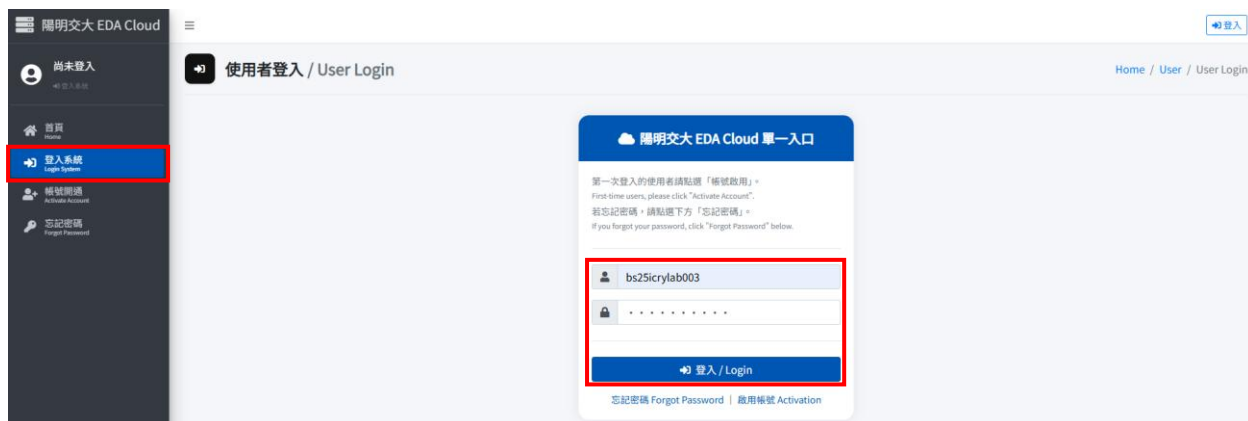 陽明交大 EDA Cloud
登入
尚未登入
登入系統
使用者登入 / User Login
Home / User / User Login
首頁
Home
登入系統
Login System
帳號開通
Activate Account
忘記密碼
Forgot Password
陽明交大 EDA Cloud 單一入口
第一次登入的使用者請點選「帳號啟用」。
First-time users, please click "Activate Account".
若忘記密碼，請點選下方「忘記密碼」。
If you forgot your password, click "Forgot Password" below.
bs25icrylab003
登入 / Login
忘記密碼 Forgot Password | 啟用帳號 Activation